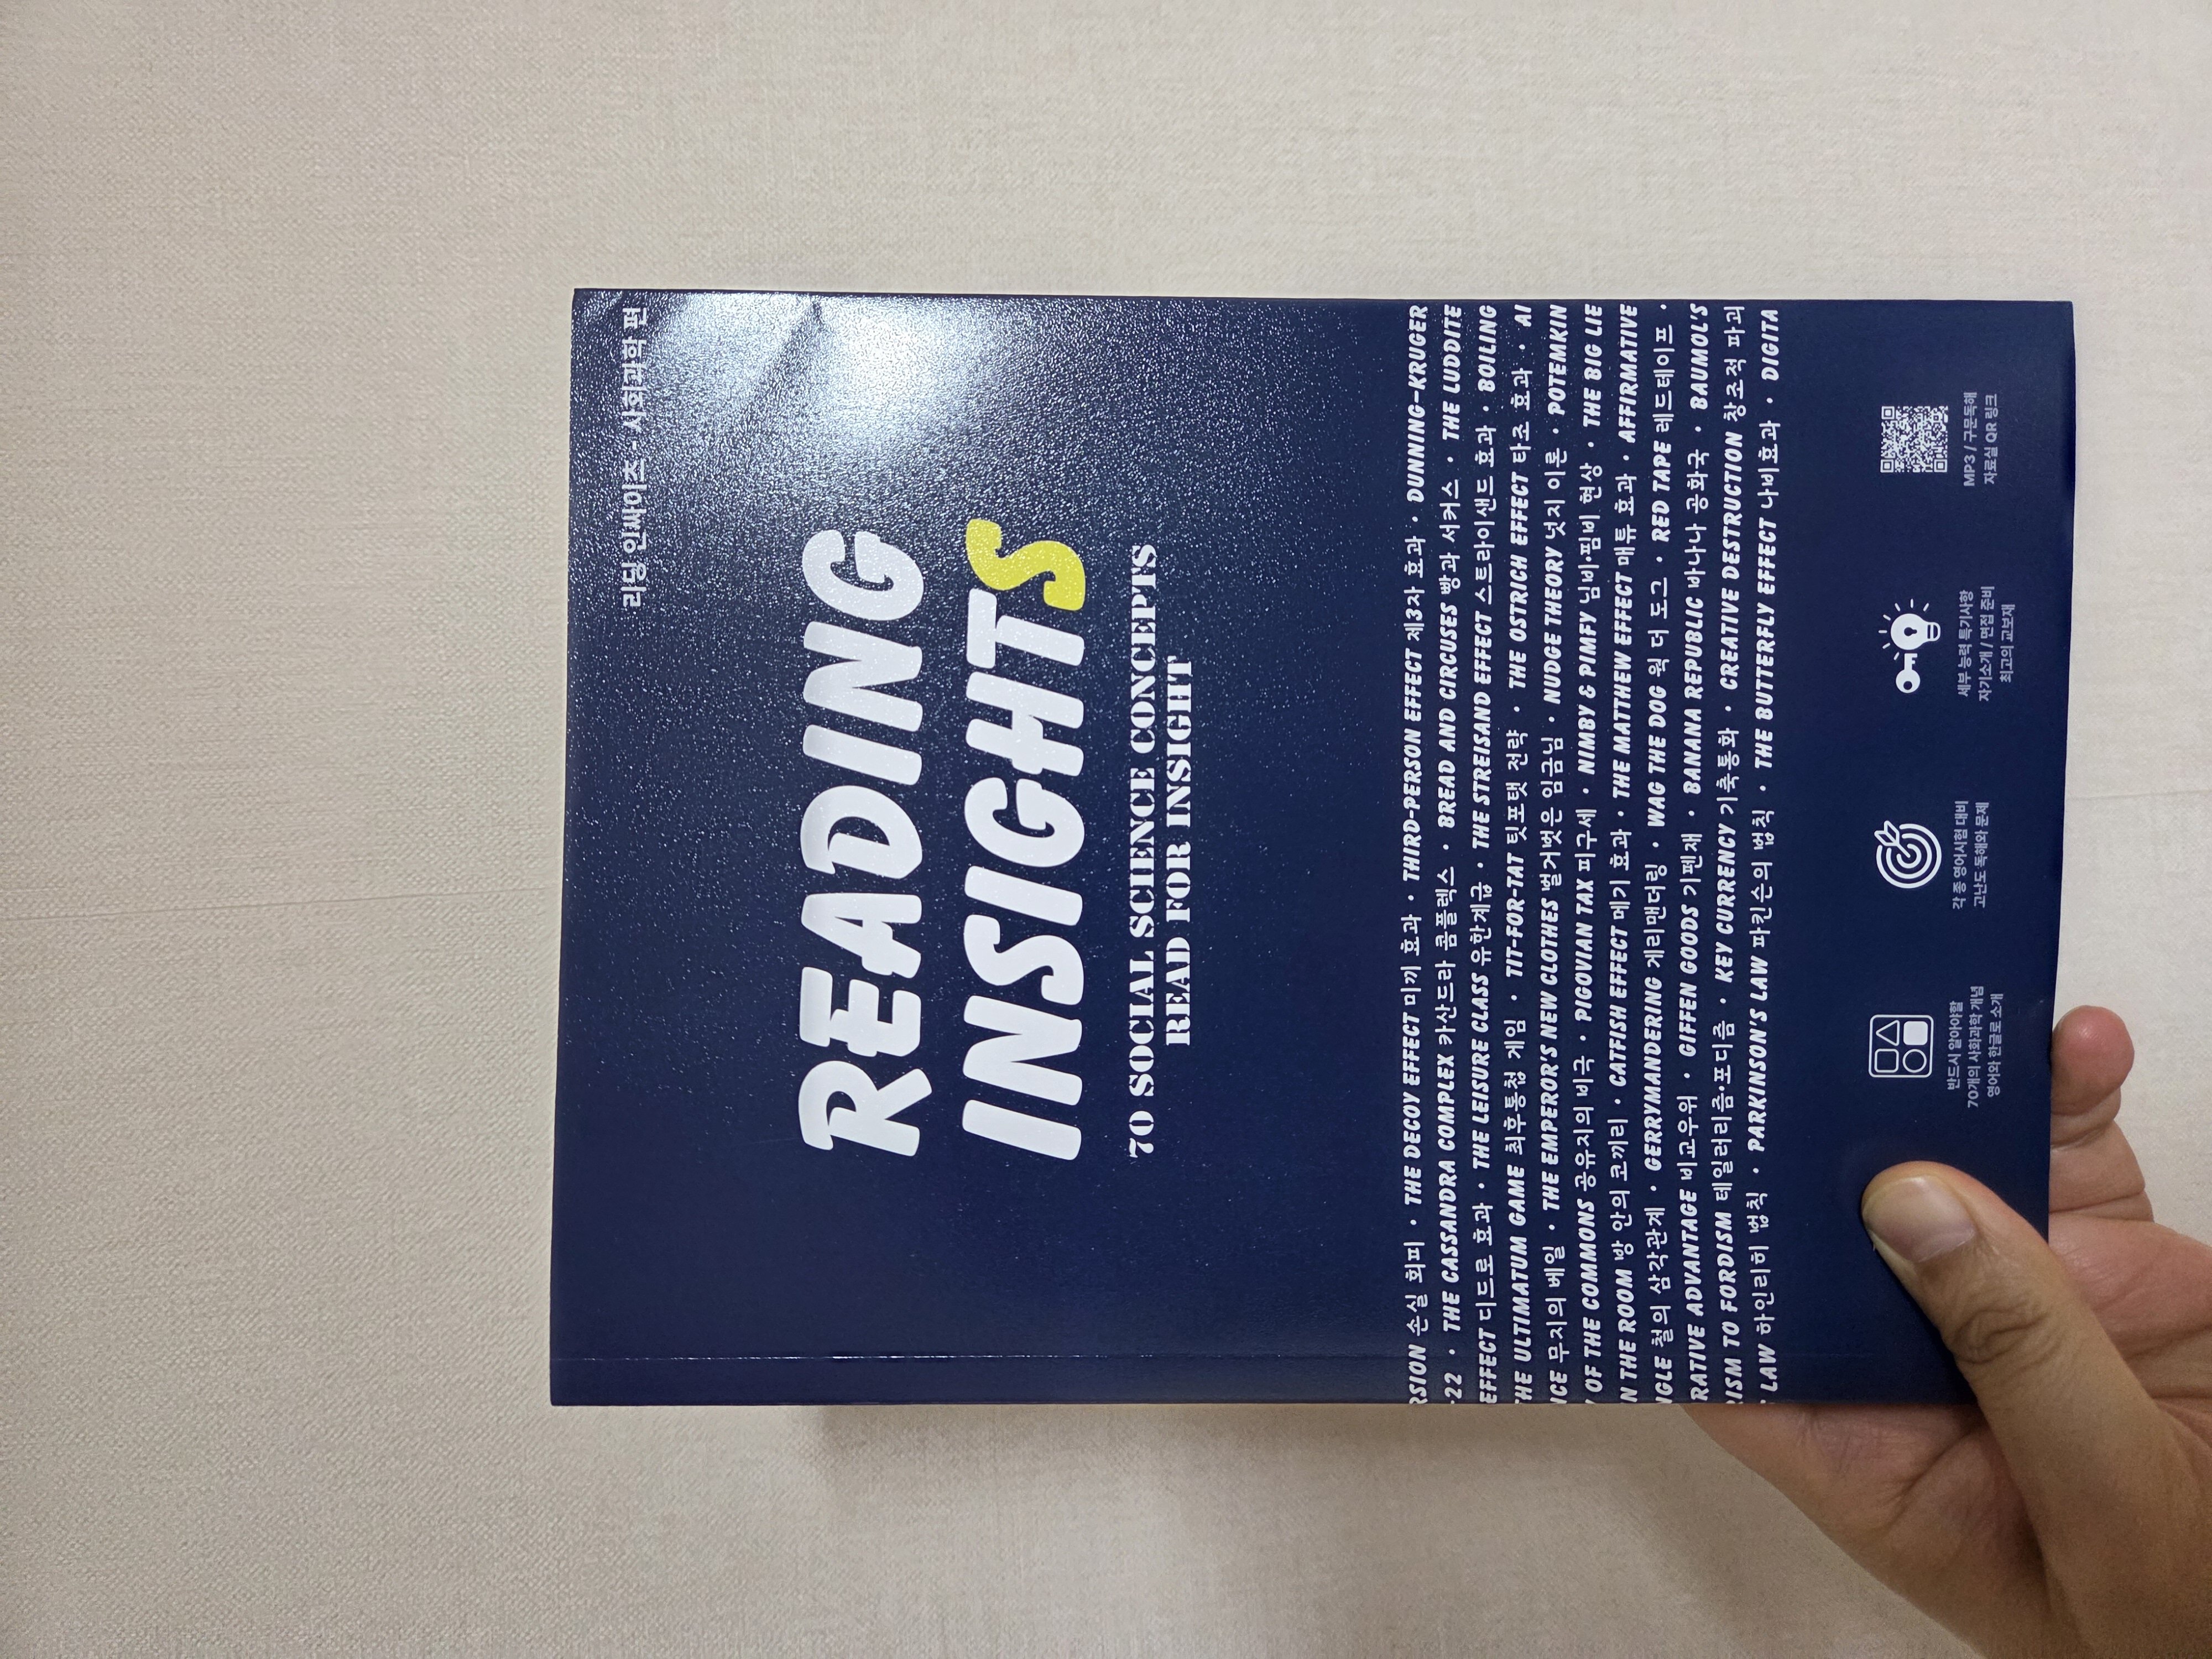 리딩 인싸이츠 - 사회과학 편
READING
INSIGHTS
70 SOCIAL SCIENCE CONCEPTS
READ FOR INSIGHT
RSION 손실 회피 · THE DECOY EFFECT 미끼 효과 · THIRD-PERSON EFFECT 제3자 효과 · DUNNING-KRUGER
-22 · THE CASSANDRA COMPLEX 카산드라 콤플렉스 · BREAD AND CIRCUSES 빵과 서커스 · THE LUDDITE
EFFECT 디드로 효과 · THE LEISURE CLASS 유한계급 · THE STREISAND EFFECT 스트라이샌드 효과 · BOILING
THE ULTIMATUM GAME 최후통첩 게임 · TIT-FOR-TAT 팃포탯 전략 · THE OSTRICH EFFECT 타조 효과 · AI
NCE 무지의 베일 · THE EMPEROR'S NEW CLOTHES 벌거벗은 임금님 · NUDGE THEORY 넛지 이론 · POTEMKIN
Y OF THE COMMONS 공유지의 비극 · PIGOVIAN TAX 피구세 · NIMBY & PIMFY 님비·핌비 현상 · THE BIG LIE
N THE ROOM 방 안의 코끼리 · CATFISH EFFECT 메기 효과 · THE MATTHEW EFFECT 매튜 효과 · AFFIRMATIVE
NGLE 철의 삼각관계 · GERRYMANDERING 게리맨더링 · WAG THE DOG 왝 더 도그 · RED TAPE 레드테이프 ·
RATIVE ADVANTAGE 비교우위 · GIFFEN GOODS 기펜재 · BANANA REPUBLIC 바나나 공화국 · BAUMOL'S
RISM TO FORDISM 테일러리즘·포디즘 · KEY CURRENCY 기축통화 · CREATIVE DESTRUCTION 창조적 파괴
LAW 하인리히 법칙 · PARKINSON'S LAW 파킨슨의 법칙 · THE BUTTERFLY EFFECT 나비효과 · DIGITA
반드시 알아야할
70개의 사회과학 개념
영어와 한글로 소개
각 종 영어시험 대비
고난도 독해와 문제
세부 능력 특기사항
자기소개 / 면접 준비
최고의 교보재
MP3 / 구문독해
자료실 QR 링크